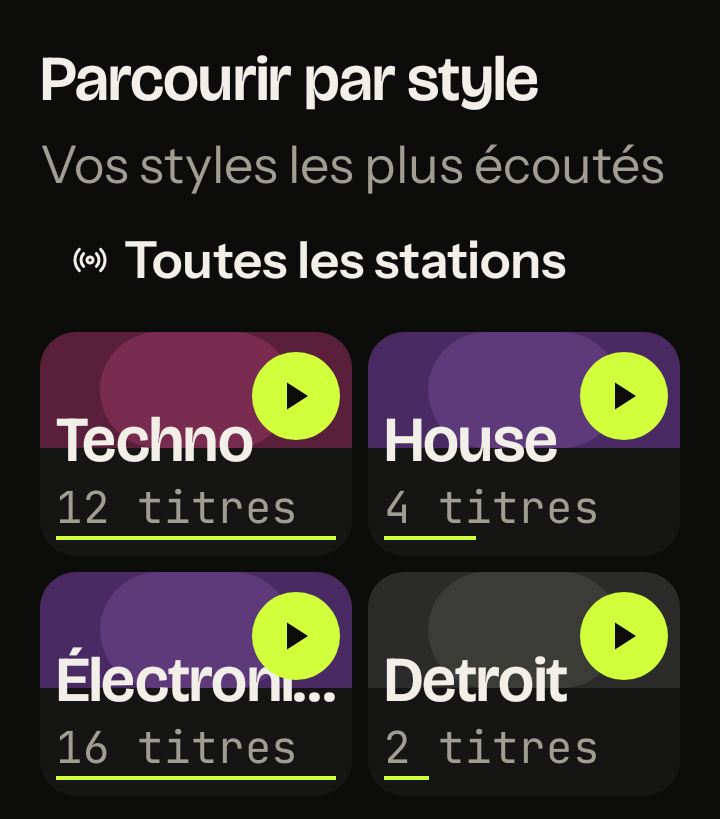 Parcourir par style
Vos styles les plus écoutés
Toutes les stations
Techno
12 titres
House
4 titres
Électroni...
16 titres
Detroit
2 titres